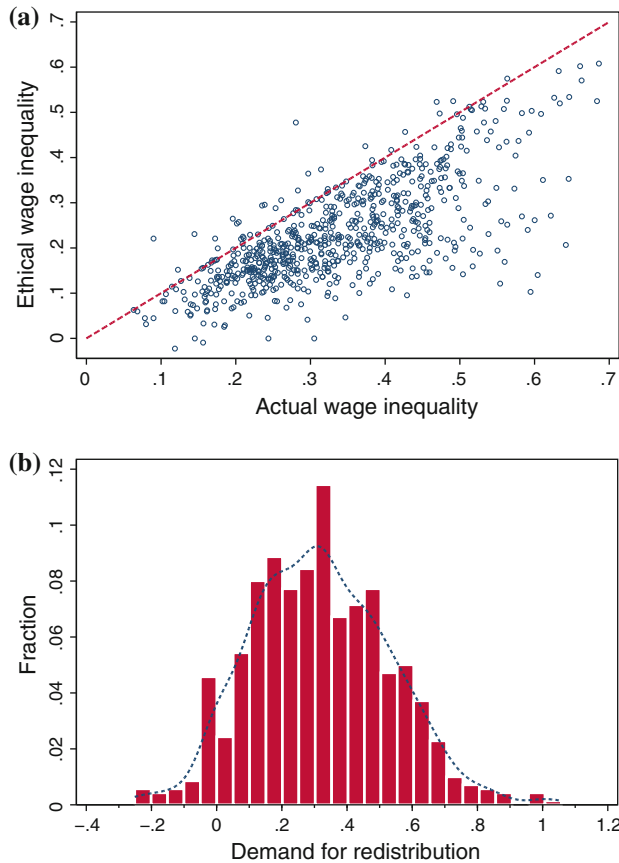 (a)
Ethical wage inequality
.7
.6
.5
.4
.3
.2
.1
0
0 .1 .2 .3 .4 .5 .6 .7
Actual wage inequality
(b)
Fraction
.12
.1
.08
.06
.04
.02
0
−.4 −.2 0 .2 .4 .6 .8 1 1.2
Demand for redistribution